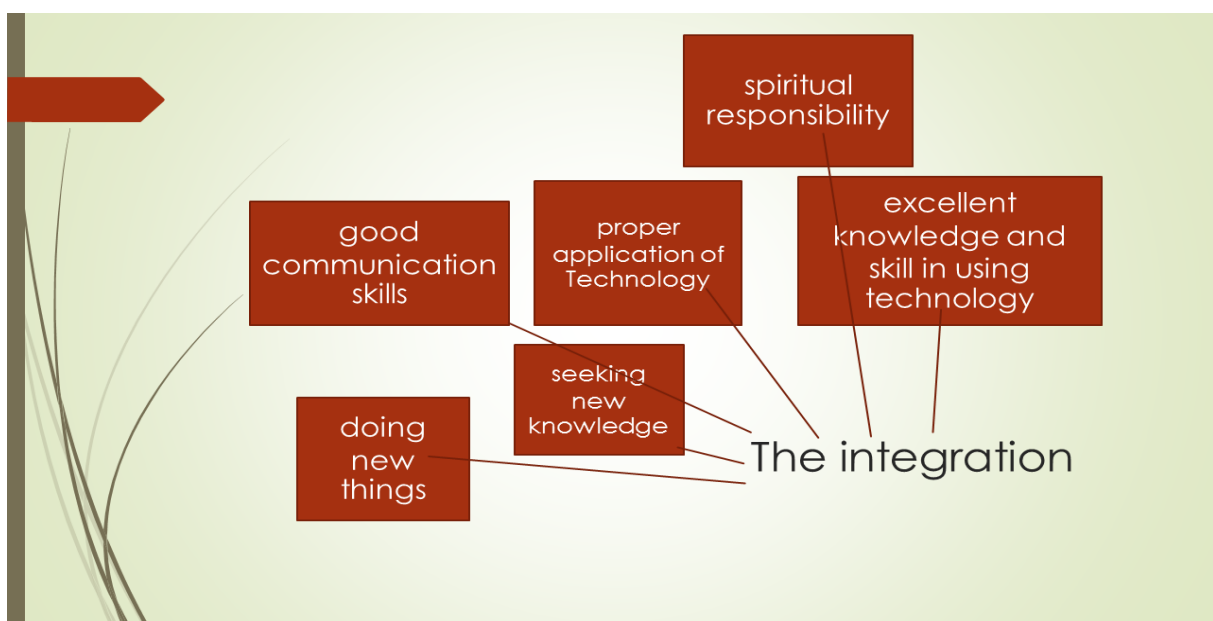 spiritual
responsibility
good
communication
skills
proper
application of
Technology
excellent
knowledge and
skill in using
technology
seeking
new
knowledge
doing
new
things
The integration